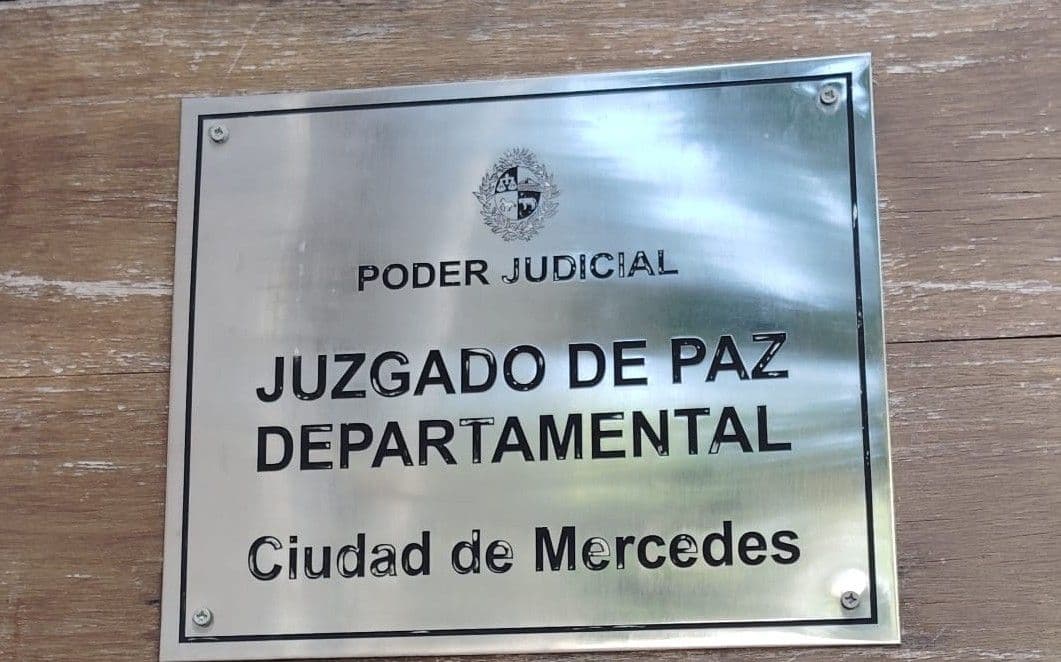 PODER JUDICIAL
JUZGADO DE PAZ
DEPARTAMENTAL
Ciudad de Mercedes